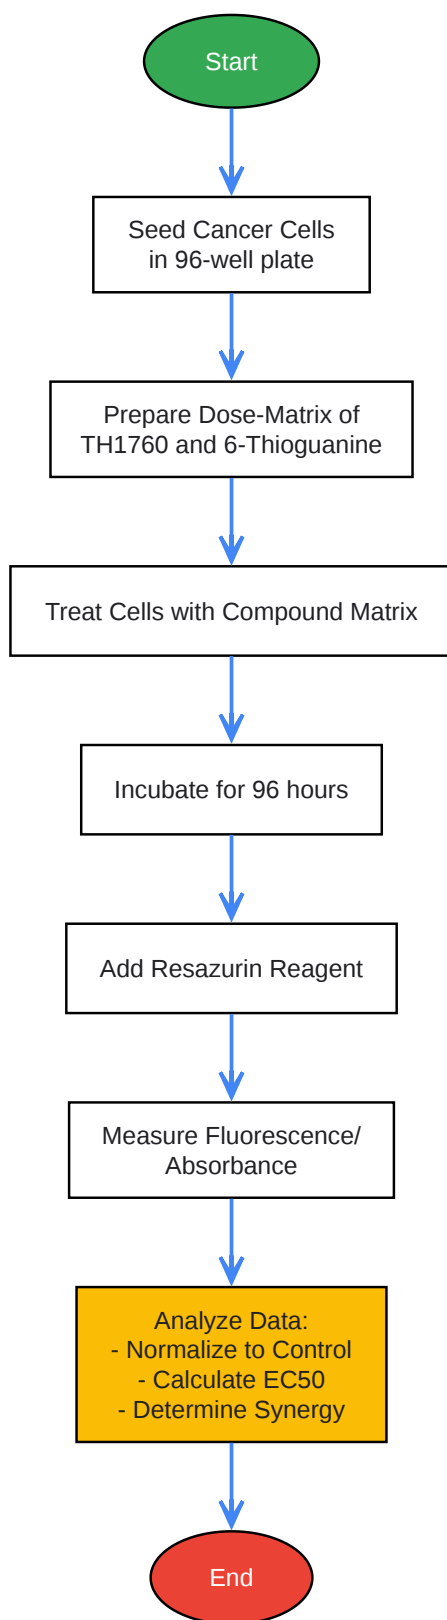 Start
Seed Cancer Cells
in 96-well plate
Prepare Dose-Matrix of
TH1760 and 6-Thioguanine
Treat Cells with Compound Matrix
Incubate for 96 hours
Add Resazurin Reagent
Measure Fluorescence/
Absorbance
Analyze Data:
- Normalize to Control
- Calculate EC50
- Determine Synergy
End